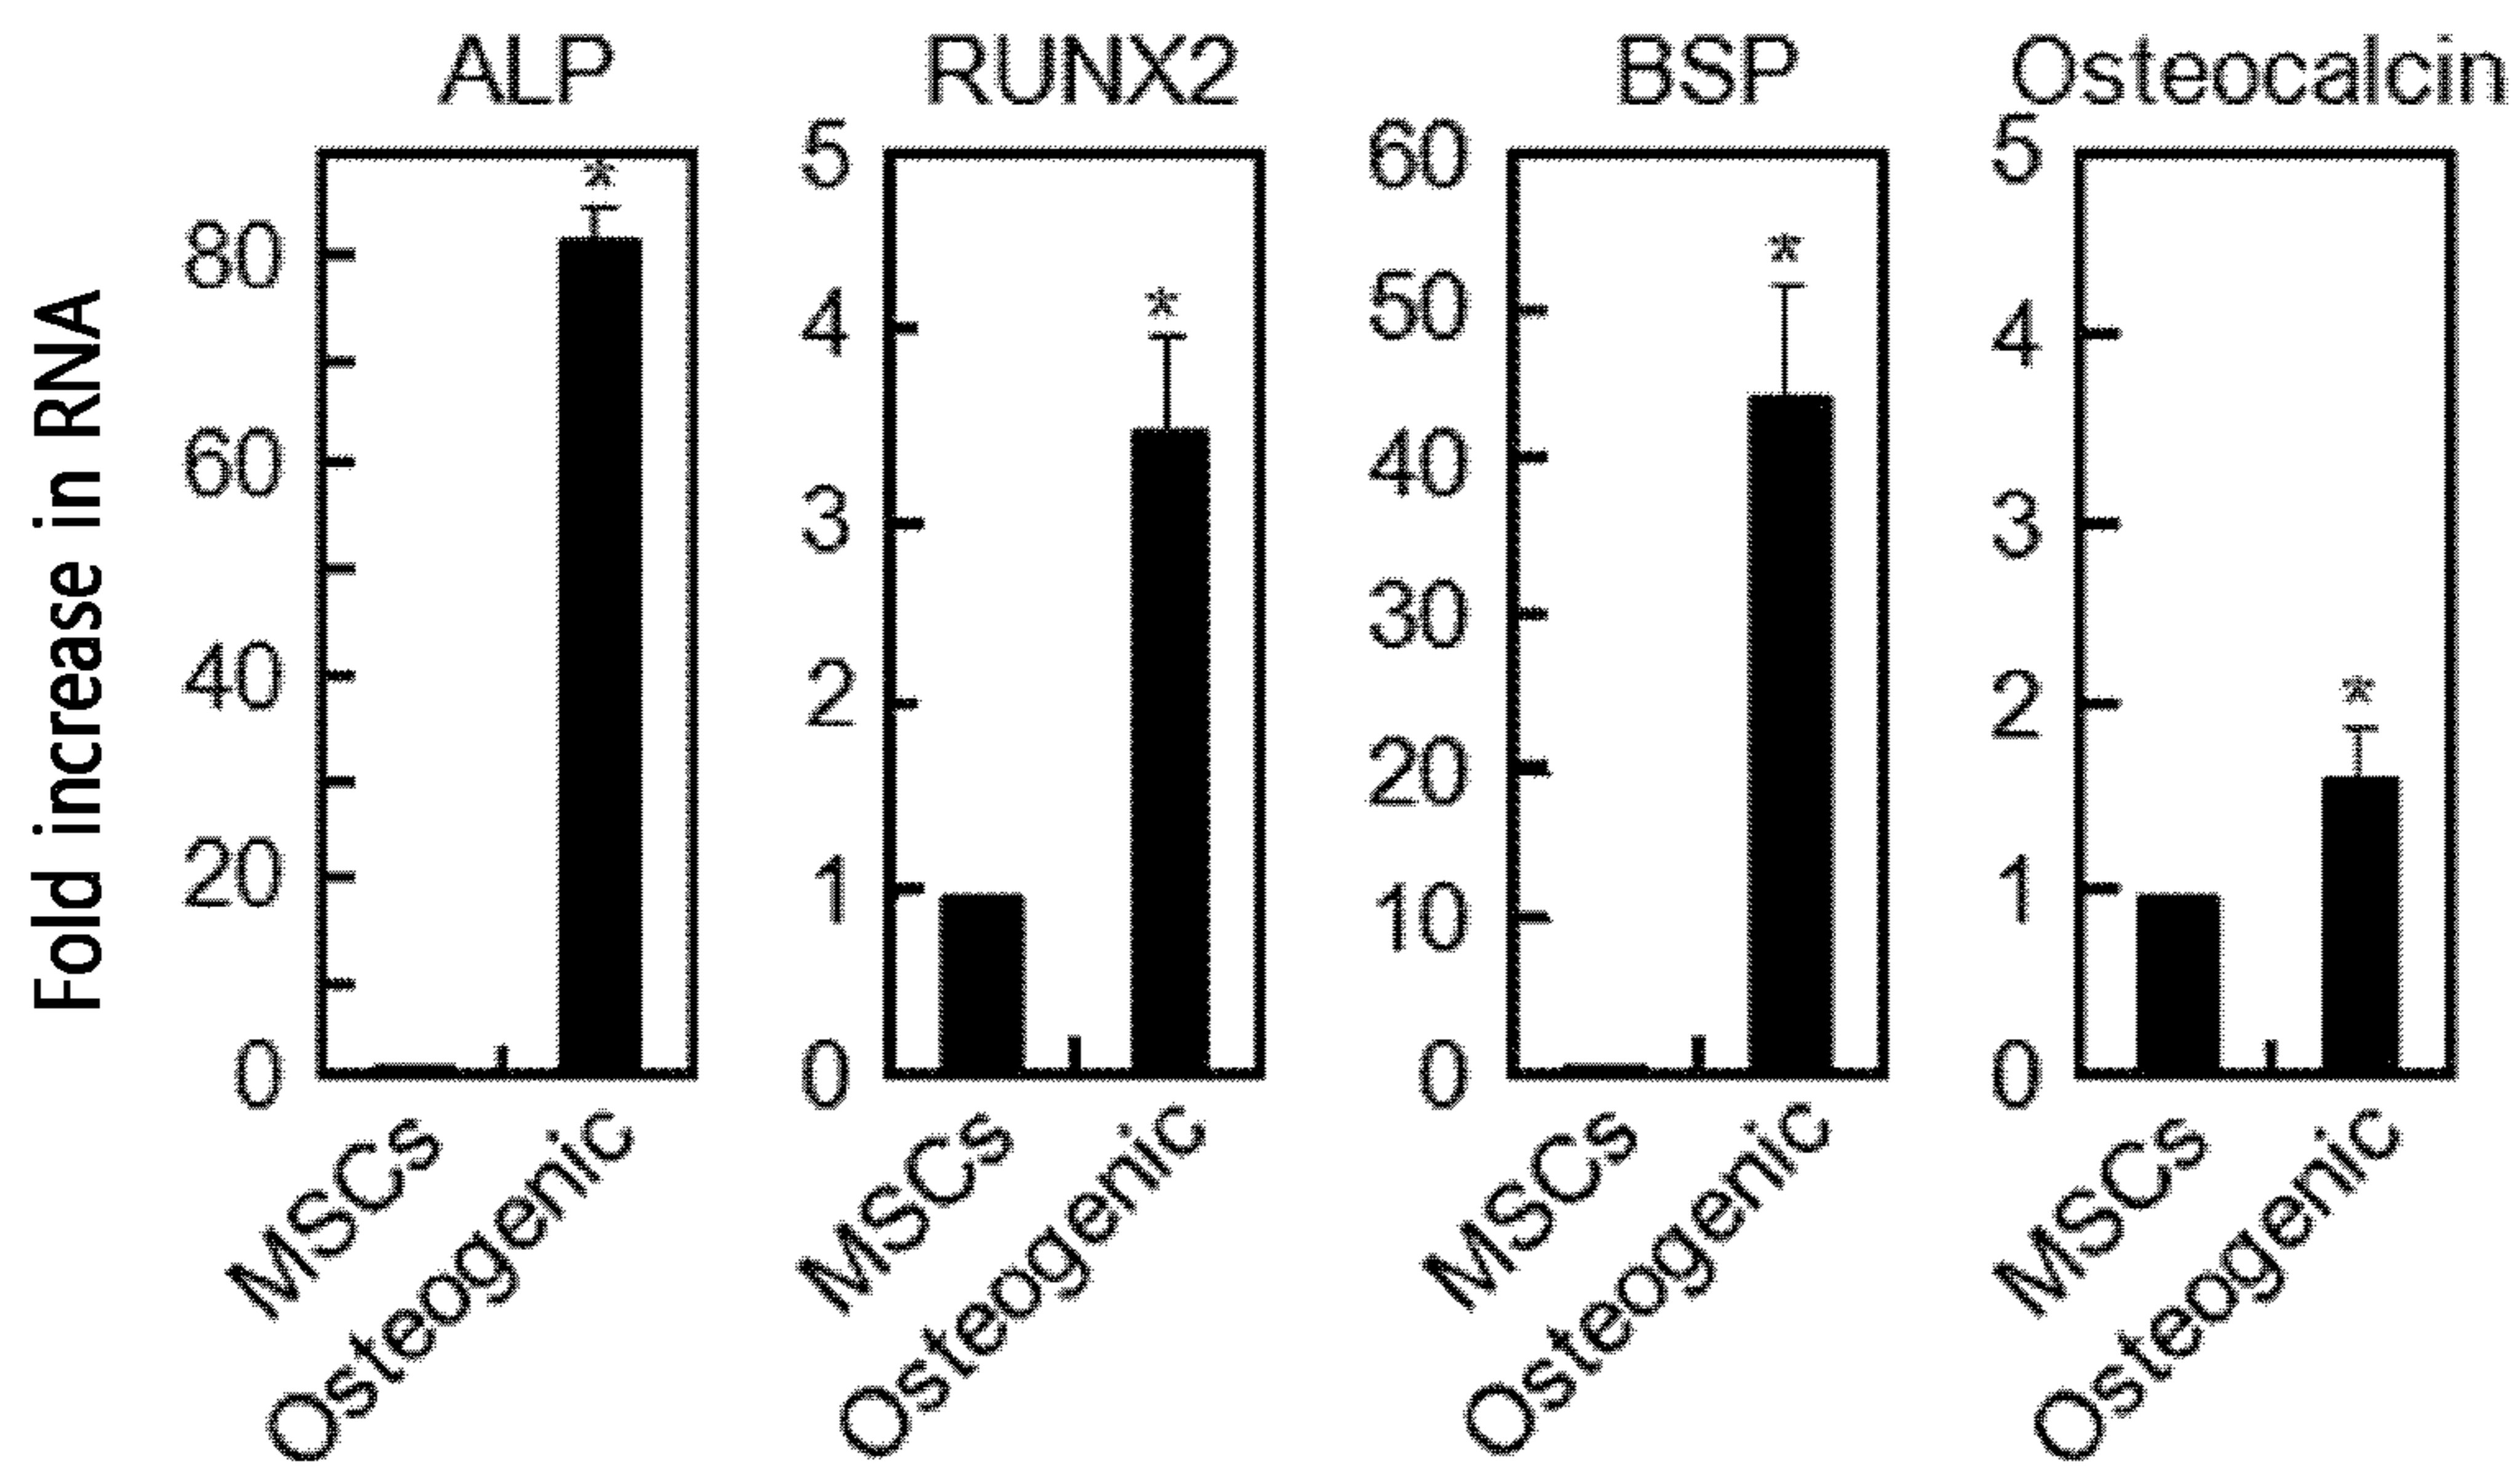 ALP RUNX2 BSP Osteocalcin
Fold increase in RNA
80
60
40
20
0
5
4
3
2
1
0
60
50
40
30
20
10
0
5
4
3
2
1
0
*
*
*
*
MSCs
Osteogenic
MSCs
Osteogenic
MSCs
Osteogenic
MSCs
Osteogenic